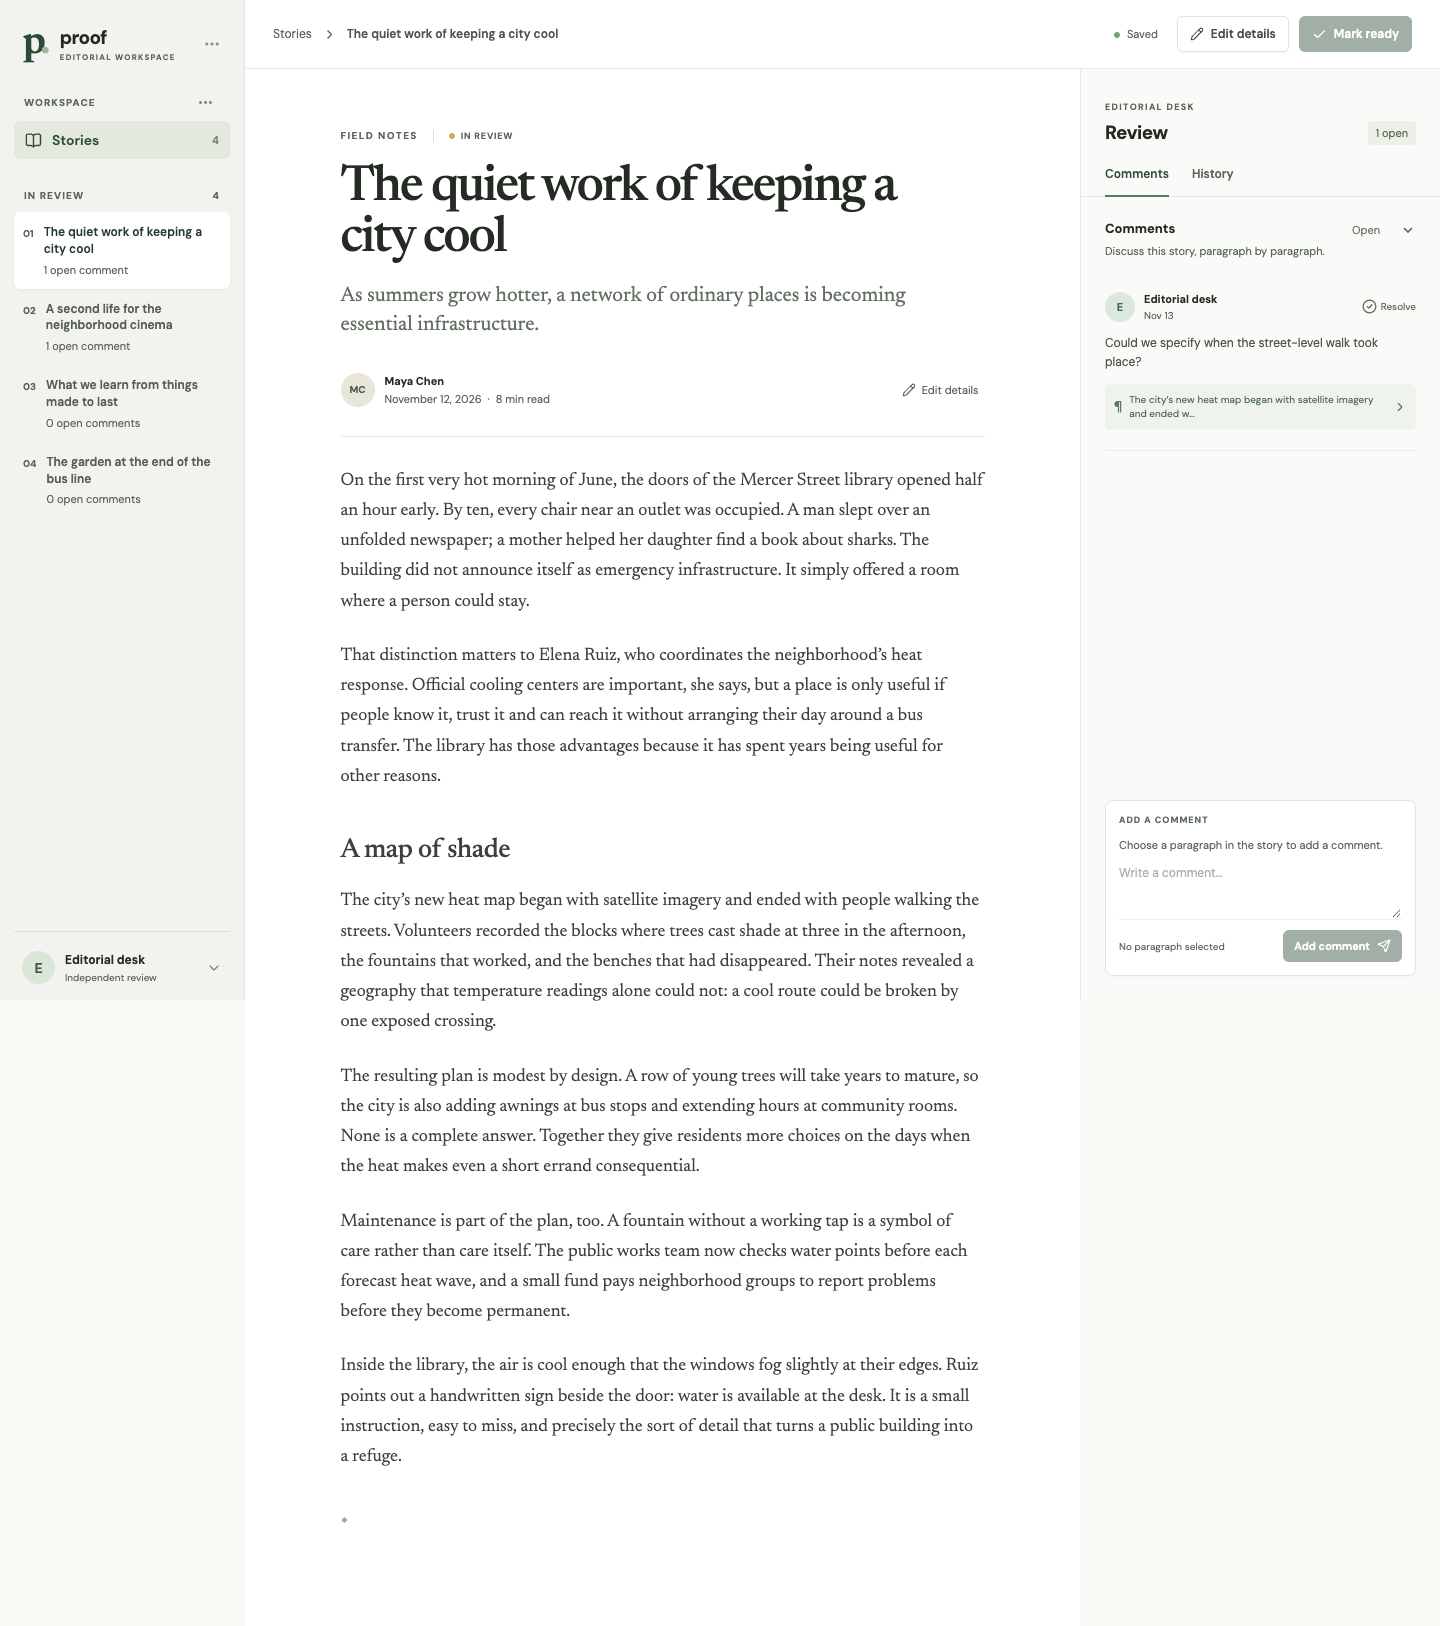 proof
EDITORIAL WORKSPACE
WORKSPACE
Stories
4
IN REVIEW
4
01
The quiet work of keeping a
city cool
1 open comment
02
A second life for the
neighborhood cinema
1 open comment
03
What we learn from things
made to last
0 open comments
04
The garden at the end of the
bus line
0 open comments
E
Editorial desk
Independent review
Stories
The quiet work of keeping a city cool
Saved
Edit details
Mark ready
FIELD NOTES
IN REVIEW
The quiet work of keeping a
city cool
As summers grow hotter, a network of ordinary places is becoming
essential infrastructure.
MC
Maya Chen
November 12, 2026 · 8 min read
Edit details
On the first very hot morning of June, the doors of the Mercer Street library opened half
an hour early. By ten, every chair near an outlet was occupied. A man slept over an
unfolded newspaper; a mother helped her daughter find a book about sharks. The
building did not announce itself as emergency infrastructure. It simply offered a room
where a person could stay.
That distinction matters to Elena Ruiz, who coordinates the neighborhood’s heat
response. Official cooling centers are important, she says, but a place is only useful if
people know it, trust it and can reach it without arranging their day around a bus
transfer. The library has those advantages because it has spent years being useful for
other reasons.
A map of shade
The city’s new heat map began with satellite imagery and ended with people walking the
streets. Volunteers recorded the blocks where trees cast shade at three in the afternoon,
the fountains that worked, and the benches that had disappeared. Their notes revealed a
geography that temperature readings alone could not: a cool route could be broken by
one exposed crossing.
The resulting plan is modest by design. A row of young trees will take years to mature, so
the city is also adding awnings at bus stops and extending hours at community rooms.
None is a complete answer. Together they give residents more choices on the days when
the heat makes even a short errand consequential.
Maintenance is part of the plan, too. A fountain without a working tap is a symbol of
care rather than care itself. The public works team now checks water points before each
forecast heat wave, and a small fund pays neighborhood groups to report problems
before they become permanent.
Inside the library, the air is cool enough that the windows fog slightly at their edges. Ruiz
points out a handwritten sign beside the door: water is available at the desk. It is a small
instruction, easy to miss, and precisely the sort of detail that turns a public building into
a refuge.
EDITORIAL DESK
Review
1 open
Comments
History
Comments
Open
Discuss this story, paragraph by paragraph.
E
Editorial desk
Nov 13
Resolve
Could we specify when the street-level walk took
place?
¶
The city’s new heat map began with satellite imagery
and ended w…
ADD A COMMENT
Choose a paragraph in the story to add a comment.
Write a comment…
No paragraph selected
Add comment